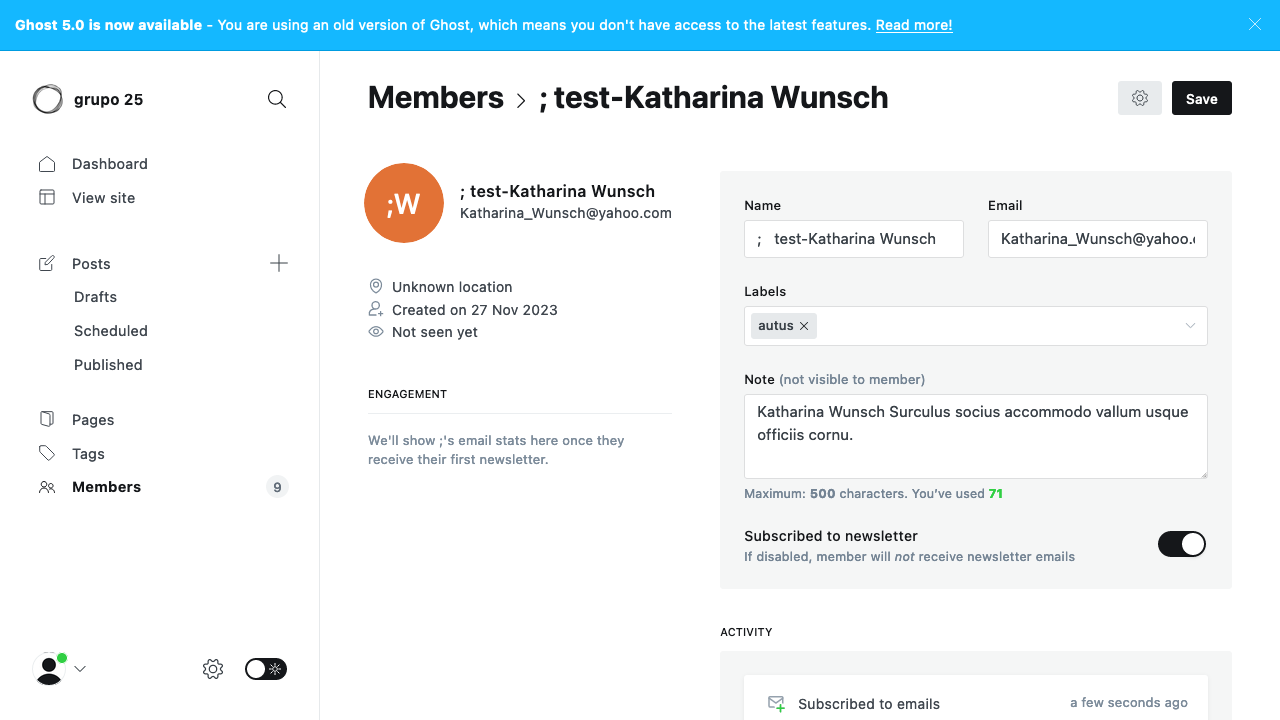 Ghost 5.0 is now available - You are using an old version of Ghost, which means you don't have access to the latest features. Read more!
grupo 25
Dashboard
View site
Posts
Drafts
Scheduled
Published
Pages
Tags
Members 9
Members > ; test-Katharina Wunsch
Save
;W
; test-Katharina Wunsch
Katharina_Wunsch@yahoo.com
Unknown location
Created on 27 Nov 2023
Not seen yet
ENGAGEMENT
We'll show ;'s email stats here once they
receive their first newsletter.
Name
; test-Katharina Wunsch
Email
Katharina_Wunsch@yahoo.
Labels
autus
Note (not visible to member)
Katharina Wunsch Surculus socius accommodo vallum usque
officiis cornu.
Maximum: 500 characters. You've used 71
Subscribed to newsletter
If disabled, member will not receive newsletter emails
ACTIVITY
Subscribed to emails
a few seconds ago